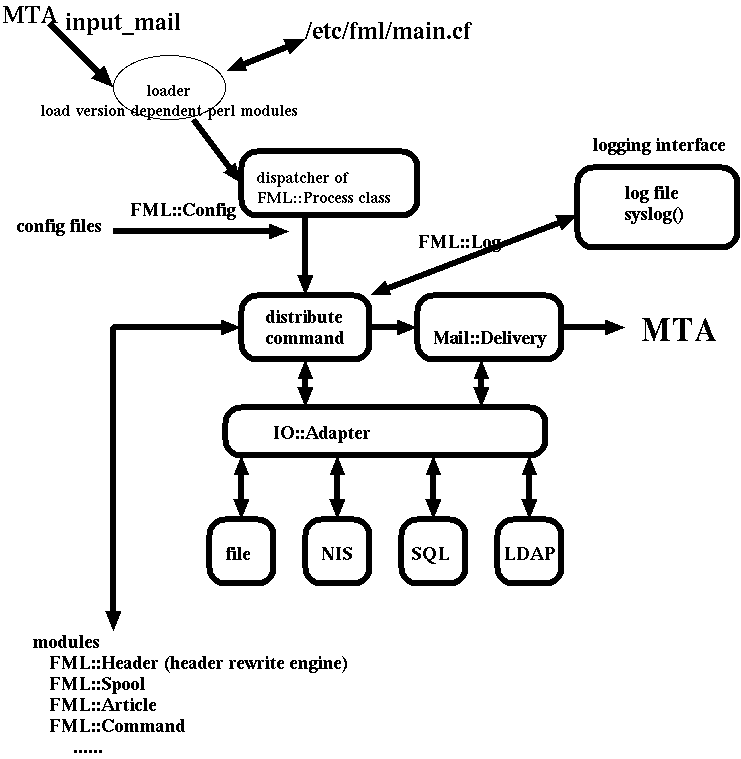 MTA input_mail
/etc/fml/main.cf
loader
load version dependent perl modules
logging interface
dispatcher of
FML::Process class
log file
syslog()
FML::Config
config files
FML::Log
distribute
command
Mail::Delivery
MTA
IO::Adapter
file
NIS
SQL
LDAP
modules
FML::Header (header rewrite engine)
FML::Spool
FML::Article
FML::Command
......